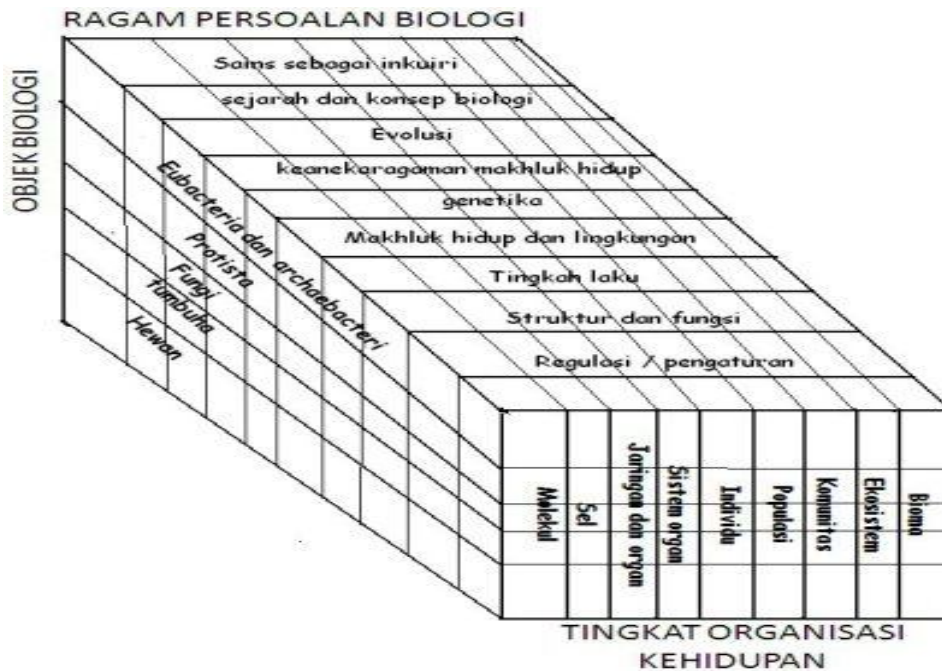 RAGAM PERSOALAN BIOLOGI
OBJEK BIOLOGI
Sains sebagai inkuiri
sejarah dan konsep biologi
Evolusi
keanekaragaman makhluk hidup
genetika
Makhluk hidup dan lingkungan
Tingkah laku
Struktur dan fungsi
Regulasi / pengaturan
Eubacteria dan archaebacteri
Protista
Fungi
tumbuha
Hewan
Molekul
Sel
Jaringan dan organ
Sistem organ
Individu
Populasi
Komunitas
Ekosistem
Bioma
TINGKAT ORGANISASI
KEHIDUPAN